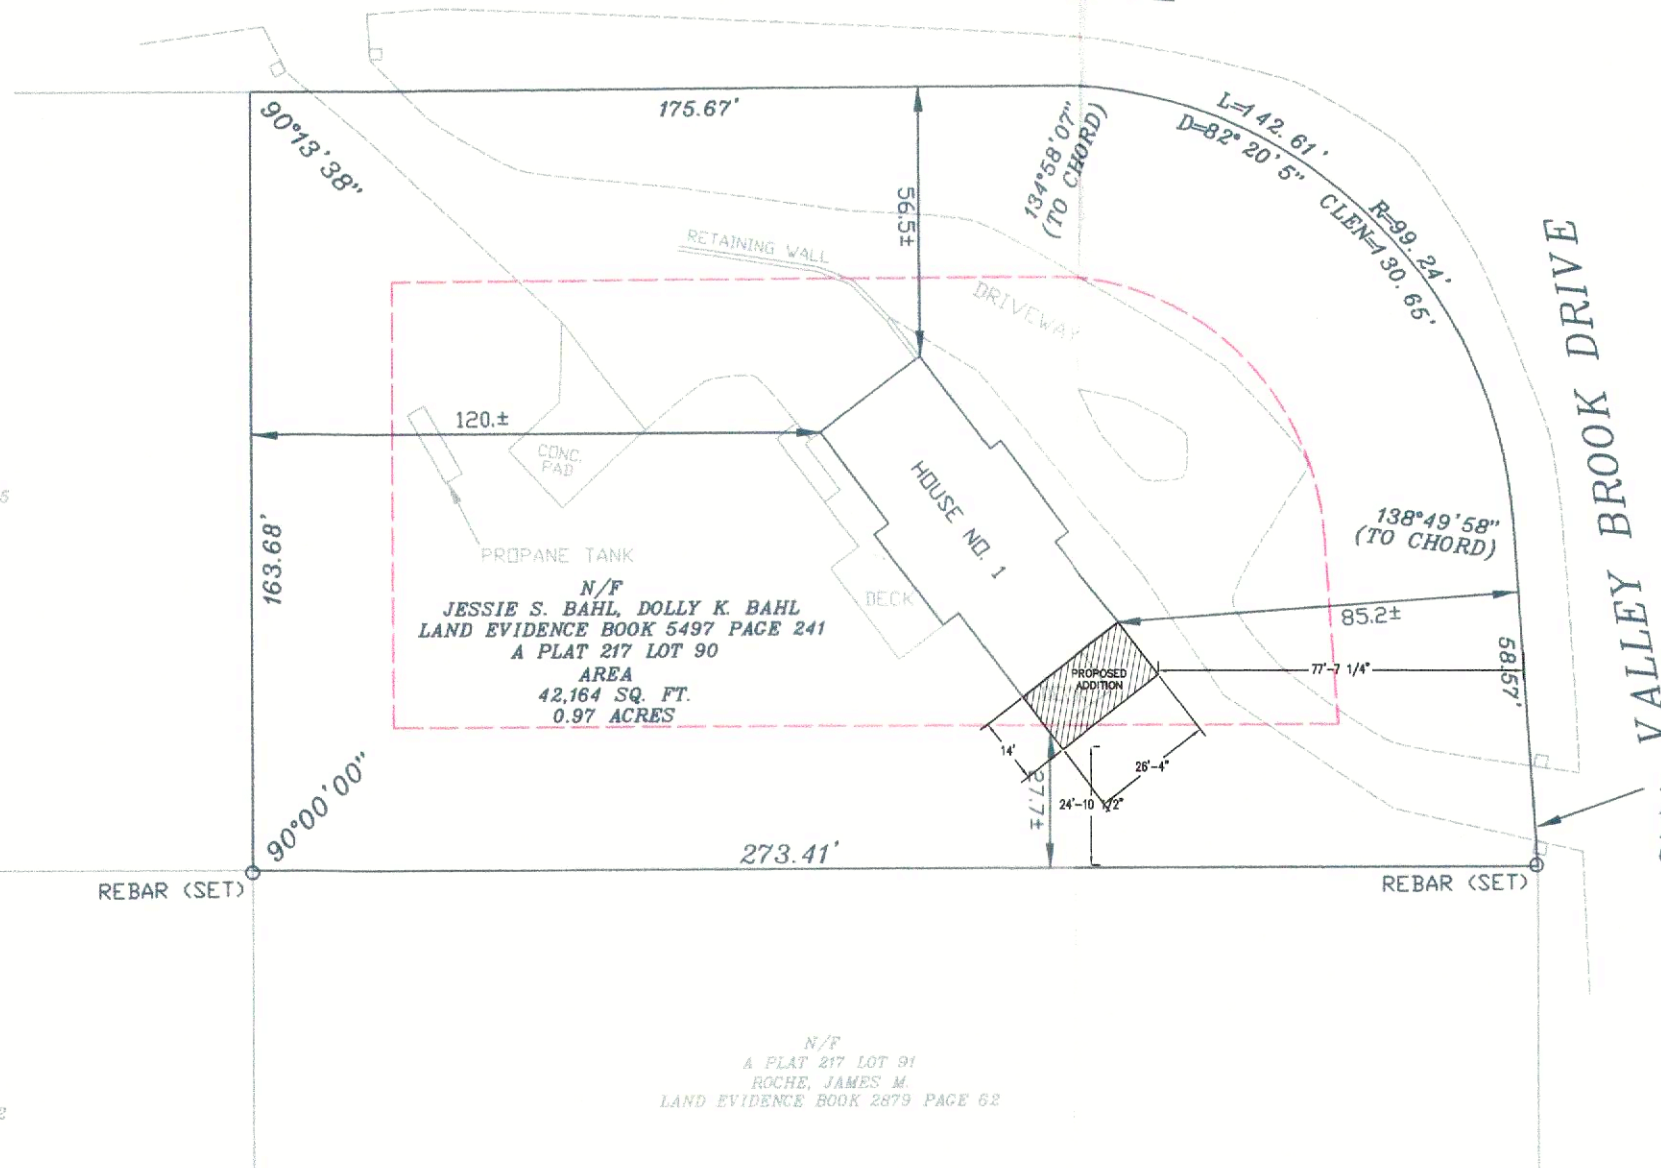 175.67'
90°13'38"
134°58'07"
(TO CHORD)
L=142.61'
D=82°20'5"
R=99.24'
CLEN=130.65'
56.5±
RETAINING WALL
DRIVEWAY
VALLEY BROOK DRIVE
120.±
CONC.
PAD
HOUSE NO. 1
138°49'58"
(TO CHORD)
163.68'
PROPANE TANK
DECK
N/F
JESSIE S. BAHL, DOLLY K. BAHL
LAND EVIDENCE BOOK 5497 PAGE 241
A PLAT 217 LOT 90
AREA
42,164 SQ. FT.
0.97 ACRES
85.2±
58.57'
PROPOSED
ADDITION
77'-7 1/4"
14'
26'-4"
27.7±
24'-10 1/2"
90°00'00"
273.41'
REBAR (SET)
REBAR (SET)
N/F
A PLAT 217 LOT 91
ROCHE, JAMES M.
LAND EVIDENCE BOOK 2879 PAGE 62